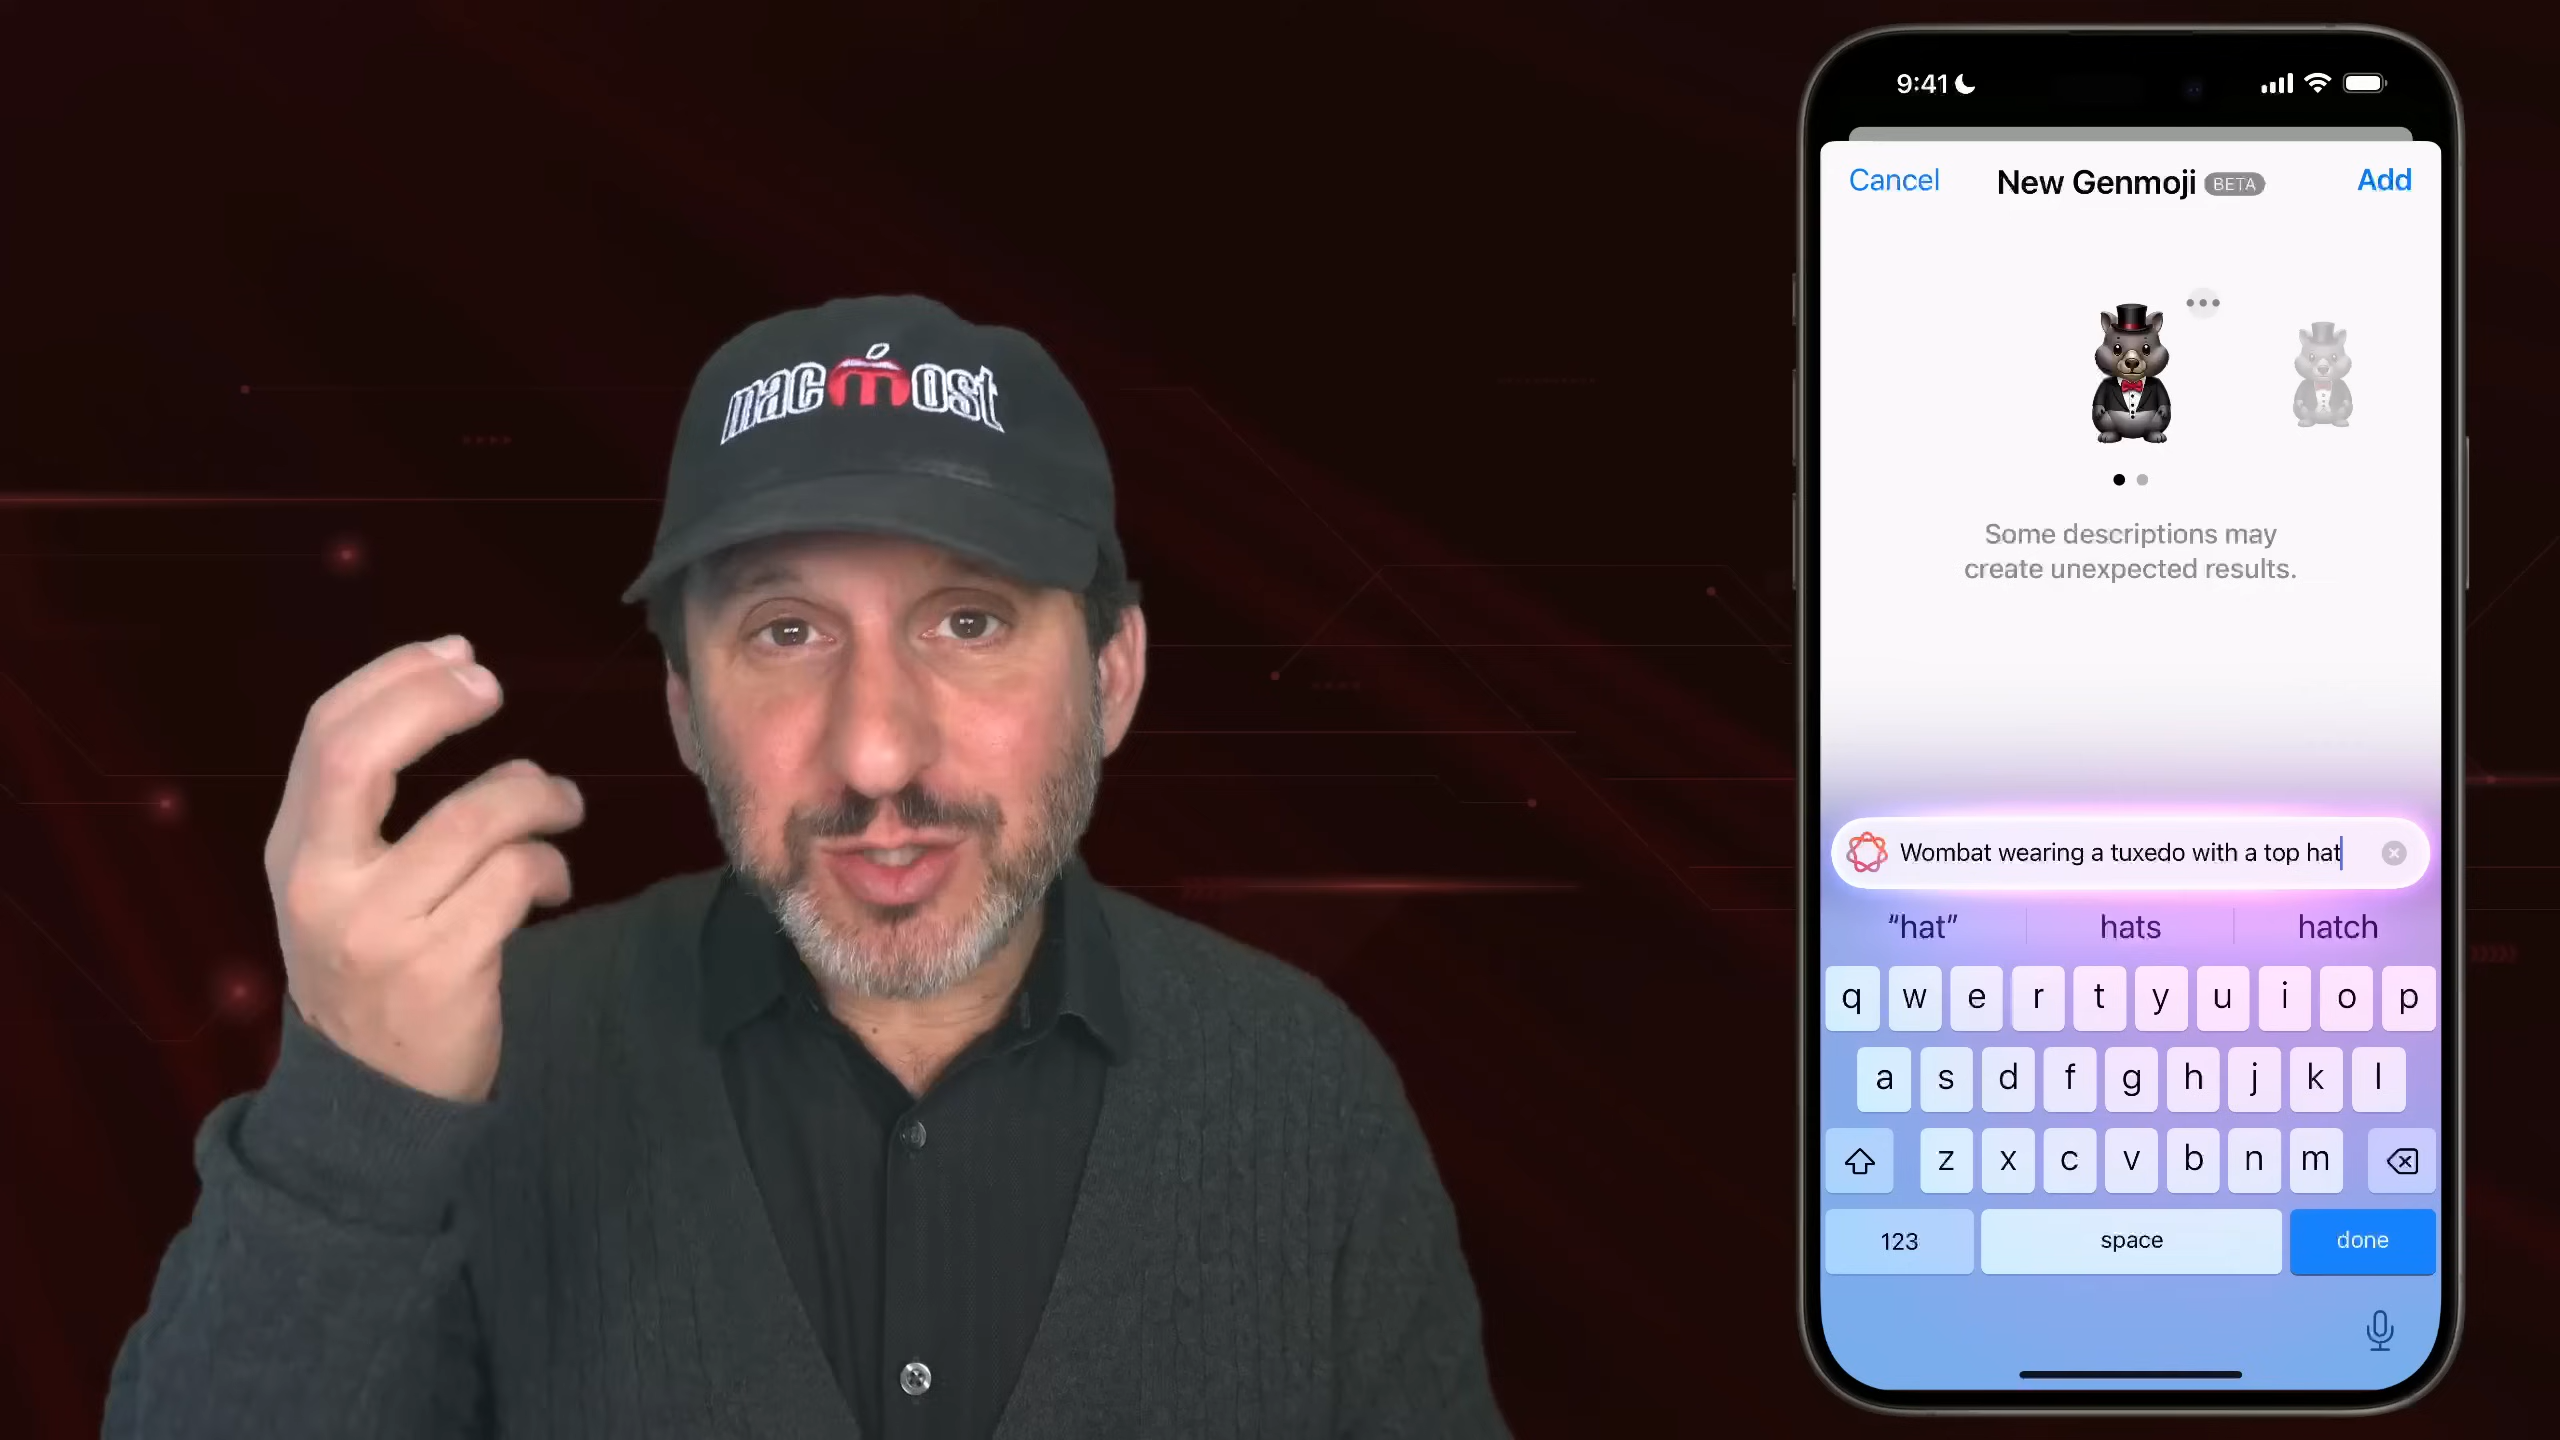 macmost
9:41
Cancel
New Genmoji BETA
Add
Some descriptions may
create unexpected results.
Wombat wearing a tuxedo with a top hat
“hat” hats hatch
q w e r t y u i o p
a s d f g h j k l
z x c v b n m
123 space done